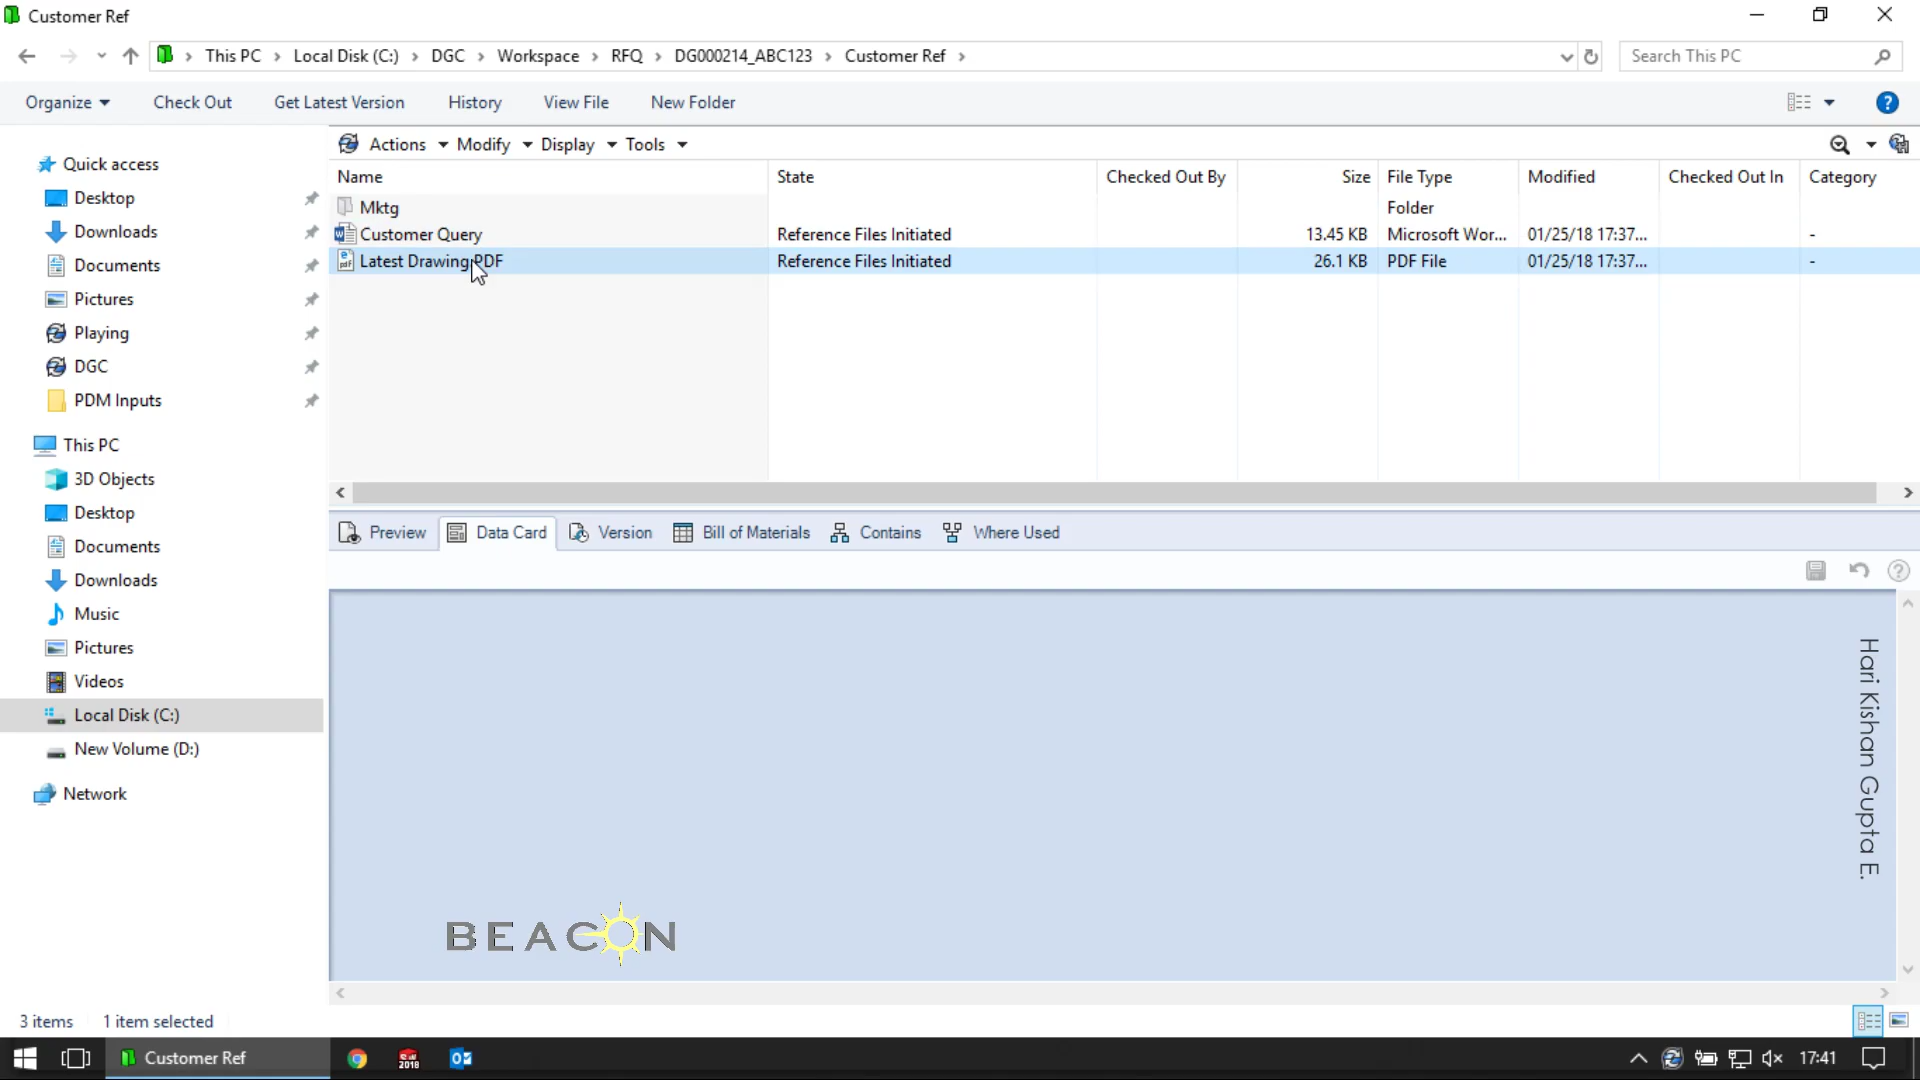 Customer Ref
This PC Local Disk (C:) DGC Workspace RFQ DG000214_ABC123 Customer Ref
Search This PC
Organize Check Out Get Latest Version History View File New Folder
Quick access
Desktop
Downloads
Documents
Pictures
Playing
DGC
PDM Inputs
This PC
3D Objects
Desktop
Documents
Downloads
Music
Pictures
Videos
Local Disk (C:)
New Volume (D:)
Network
Actions Modify Display Tools
Name State Checked Out By Size File Type Modified Checked Out In Category
Mktg Folder
Customer Query Reference Files Initiated 13.45 KB Microsoft Wor... 01/25/18 17:37... -
Latest Drawing PDF Reference Files Initiated 26.1 KB PDF File 01/25/18 17:37... -
Preview Data Card Version Bill of Materials Contains Where Used
Hari Kishan Gupta E.
BEACON
3 items 1 item selected
Customer Ref
SW 2018
17:41